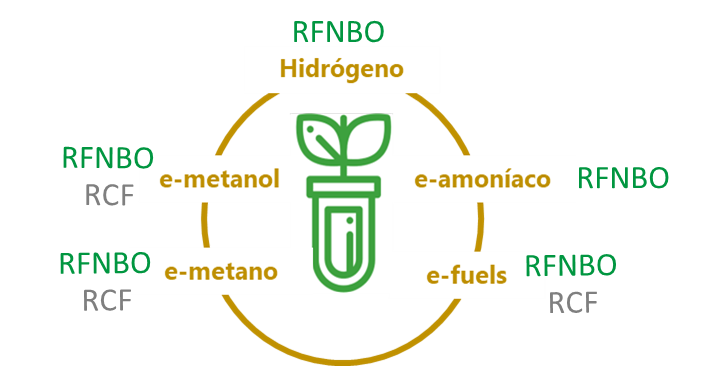 RFNBO
Hidrógeno
RFNBO
RCF
e-metanol
e-amoníaco
RFNBO
RFNBO
RCF
e-metano
e-fuels
RFNBO
RCF